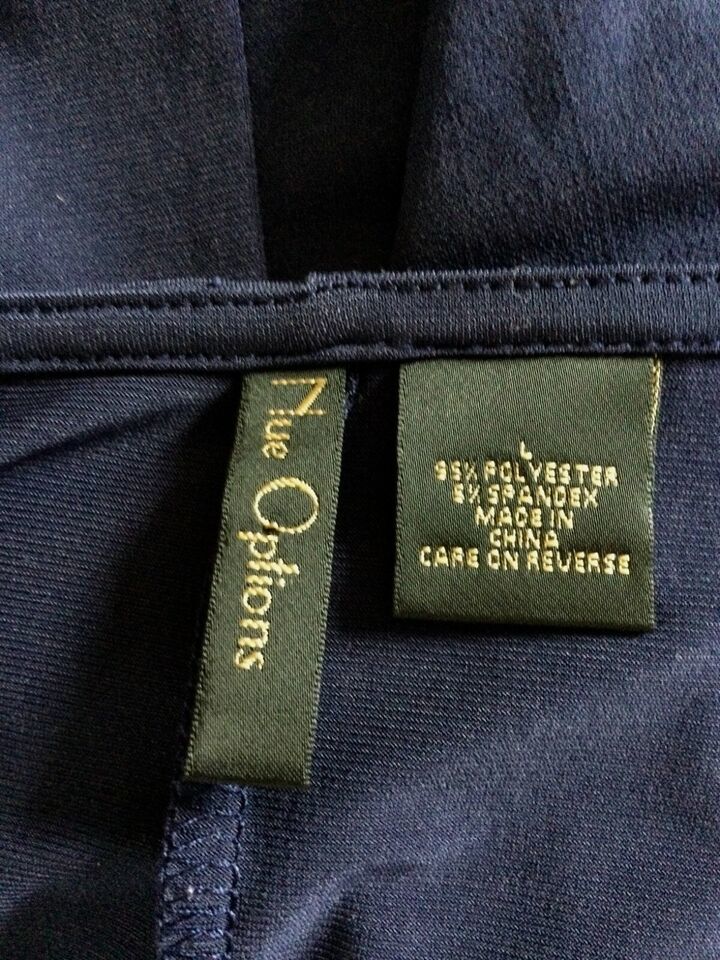 Nue Options
L
95% POLYESTER
5% SPANDEX
MADE IN
CHINA
CARE ON REVERSE